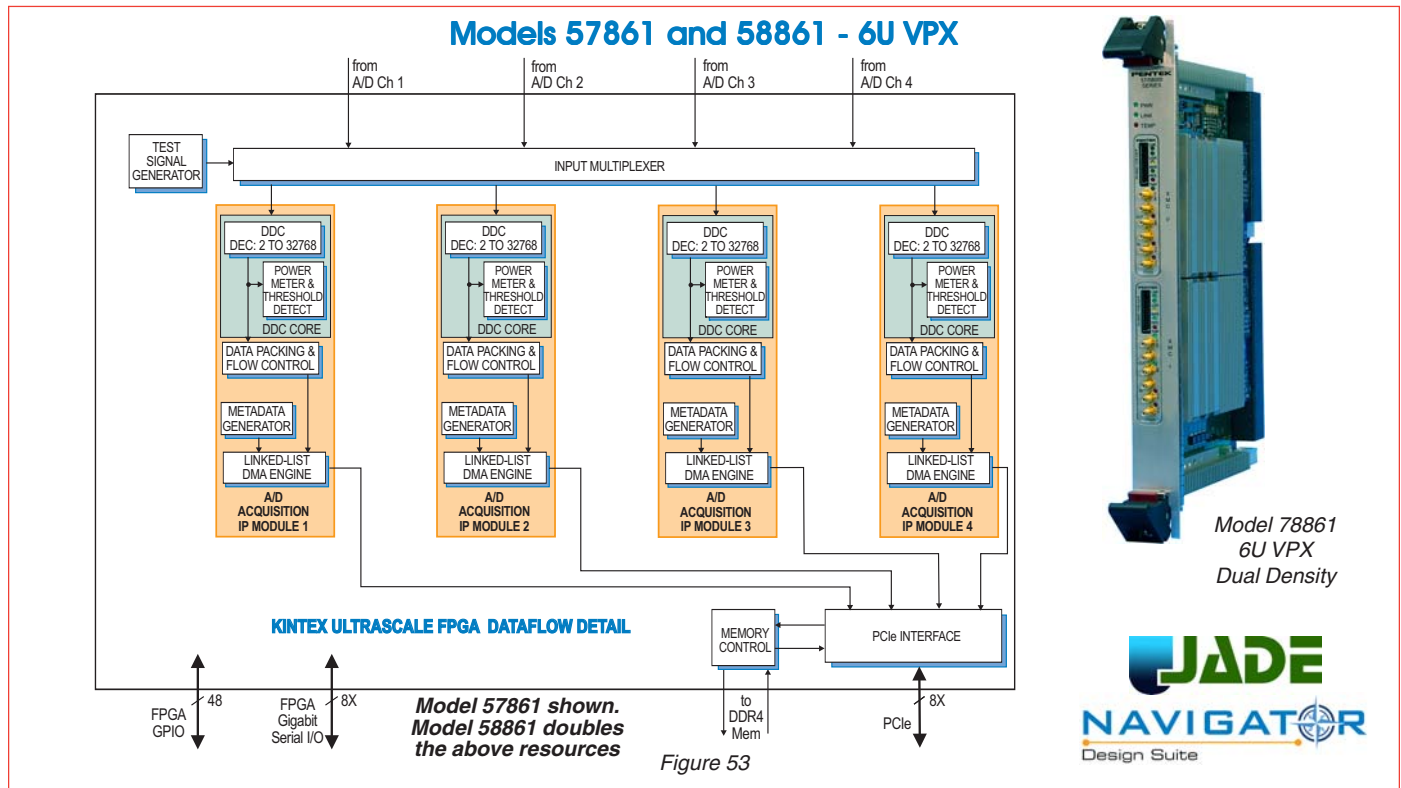 Models 57861 and 58861 - 6U VPX
from
A/D Ch 1
from
A/D Ch 2
from
A/D Ch 3
from
A/D Ch 4
TEST
SIGNAL
GENERATOR
INPUT MULTIPLEXER
DDC
DEC: 2 TO 32768
POWER
METER &
THRESHOLD
DETECT
DDC CORE
DATA PACKING &
FLOW CONTROL
METADATA
GENERATOR
LINKED-LIST
DMA ENGINE
A/D
ACQUISITION
IP MODULE 1
DDC
DEC: 2 TO 32768
POWER
METER &
THRESHOLD
DETECT
DDC CORE
DATA PACKING &
FLOW CONTROL
METADATA
GENERATOR
LINKED-LIST
DMA ENGINE
A/D
ACQUISITION
IP MODULE 2
DDC
DEC: 2 TO 32768
POWER
METER &
THRESHOLD
DETECT
DDC CORE
DATA PACKING &
FLOW CONTROL
METADATA
GENERATOR
LINKED-LIST
DMA ENGINE
A/D
ACQUISITION
IP MODULE 3
DDC
DEC: 2 TO 32768
POWER
METER &
THRESHOLD
DETECT
DDC CORE
DATA PACKING &
FLOW CONTROL
METADATA
GENERATOR
LINKED-LIST
DMA ENGINE
A/D
ACQUISITION
IP MODULE 4
KINTEX ULTRASCALE FPGA DATAFLOW DETAIL
MEMORY
CONTROL
PCIe INTERFACE
48
FPGA
GPIO
8X
FPGA
Gigabit
Serial I/O
Model 57861 shown.
Model 58861 doubles
the above resources
to
DDR4
Mem
8X
PCIe
Figure 53
PENTEK
SERIES
PWR
LINK
TEMP
Model 78861
6U VPX
Dual Density
JADE
NAVIGATOR
Design Suite